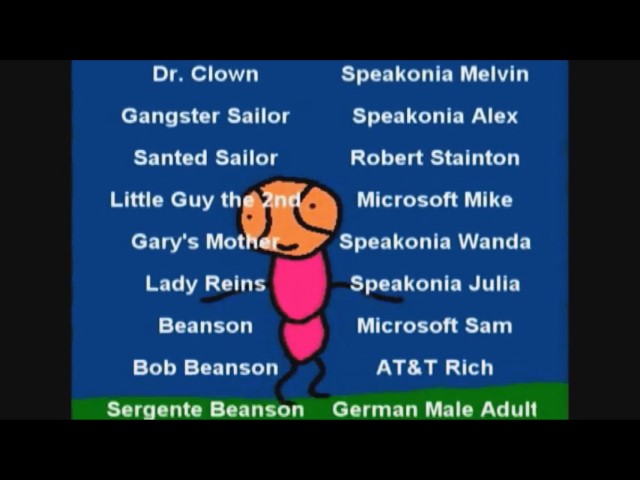 Dr. Clown Speakonia Melvin
Gangster Sailor Speakonia Alex
Santed Sailor Robert Stainton
Little Guy the 2nd Microsoft Mike
Gary's Mother Speakonia Wanda
Lady Reins Speakonia Julia
Beanson Microsoft Sam
Bob Beanson AT&T Rich
Sergente Beanson German Male Adult